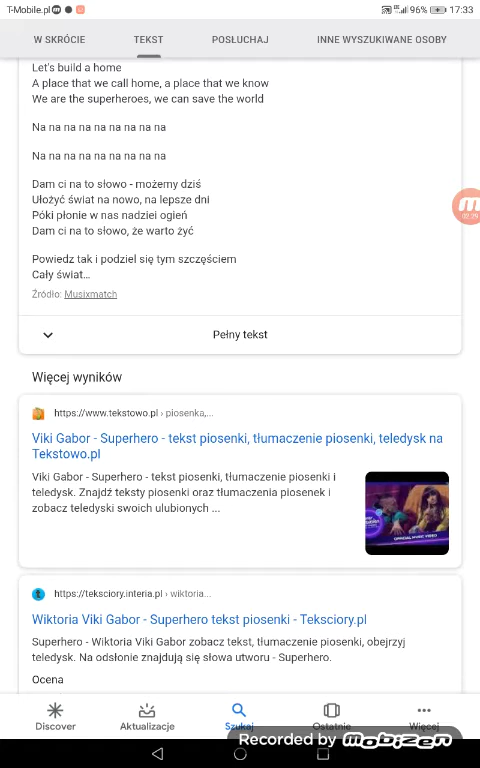 T-Mobile.pl
96%
17:33
W SKRÓCIE
TEKST
POSŁUCHAJ
INNE WYSZUKIWANE OSOBY
Let's build a home
A place that we call home, a place that we know
We are the superheroes, we can save the world
Na na na na na na na na na
Na na na na na na na na na
Dam ci na to słowo - możemy dziś
Ułożyć świat na nowo, na lepsze dni
Póki płonie w nas nadziei ogień
Dam ci na to słowo, że warto żyć
Powiedz tak i podziel się tym szczęściem
Cały świat…
Źródło: Musixmatch
Pełny tekst
Więcej wyników
https://www.tekstowo.pl › piosenka,...
Viki Gabor - Superhero - tekst piosenki, tłumaczenie piosenki, teledysk na
Tekstowo.pl
Viki Gabor - Superhero - tekst piosenki, tłumaczenie piosenki i
teledysk. Znajdź teksty piosenki oraz tłumaczenia piosenek i
zobacz teledyski swoich ulubionych ...
OFFICIAL MUSIC VIDEO
https://teksciory.interia.pl › wiktoria...
Wiktoria Viki Gabor - Superhero tekst piosenki - Teksciory.pl
Superhero - Wiktoria Viki Gabor zobacz tekst, tłumaczenie piosenki, obejrzyj
teledysk. Na odsłonie znajdują się słowa utworu - Superhero.
Ocena
Discover
Aktualizacje
Szukaj
Ostatnie
Więcej
Recorded by mobizen